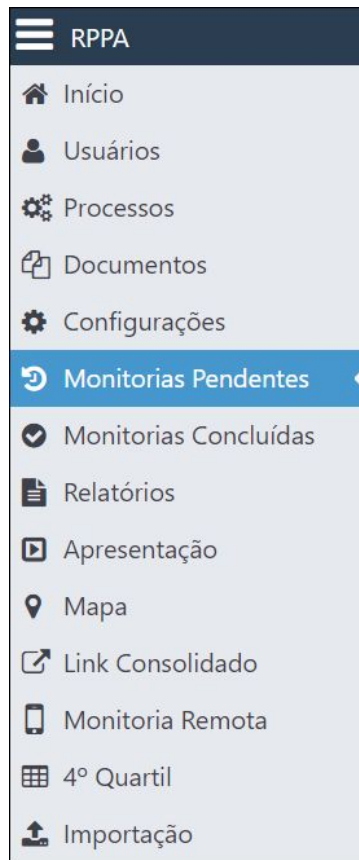 RPPA
Início
Usuários
Processos
Documentos
Configurações
Monitorias Pendentes
Monitorias Concluídas
Relatórios
Apresentação
Mapa
Link Consolidado
Monitoria Remota
4º Quartil
Importação